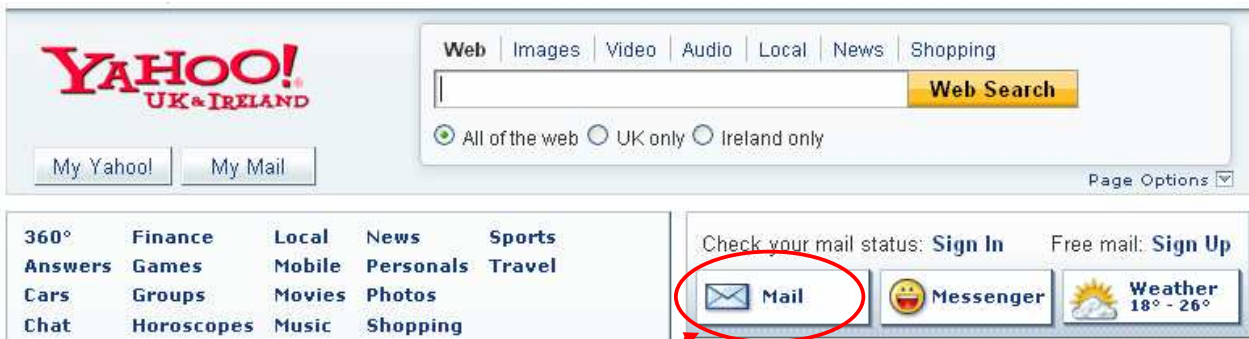 YAHOO!
UK & IRELAND
Web Images Video Audio Local News Shopping
Web Search
All of the web UK only Ireland only
My Yahoo! My Mail
Page Options
360° Finance Local News Sports
Answers Games Mobile Personals Travel
Cars Groups Movies Photos
Chat Horoscopes Music Shopping
Check your mail status: Sign In Free mail: Sign Up
Mail
Messenger
Weather
18° - 26°